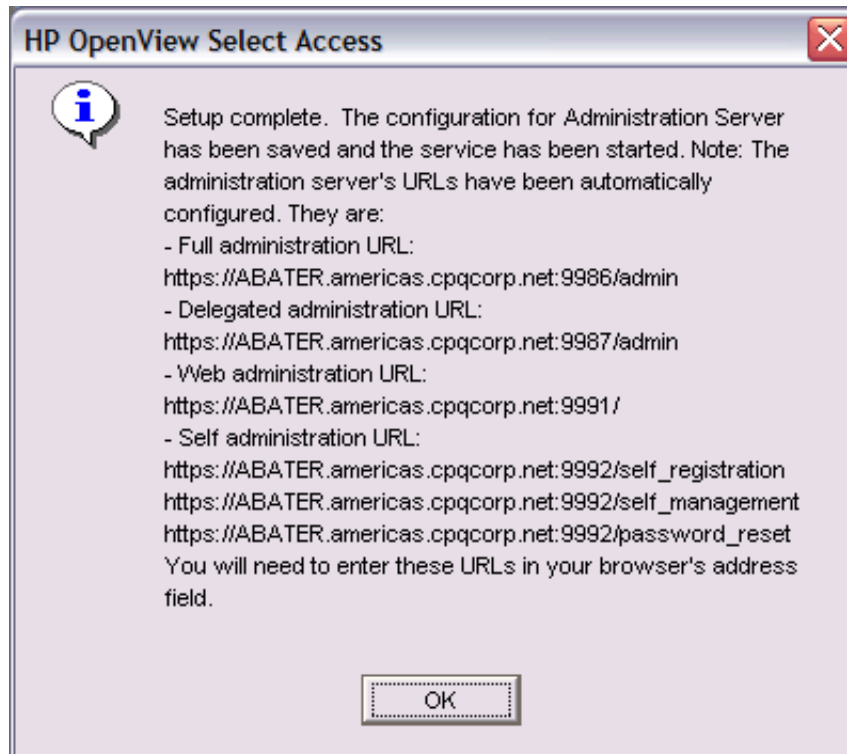 HP OpenView Select Access
Setup complete.  The configuration for Administration Server
has been saved and the service has been started. Note: The
administration server's URLs have been automatically
configured. They are:
- Full administration URL:
https://ABATER.americas.cpqcorp.net:9986/admin
- Delegated administration URL:
https://ABATER.americas.cpqcorp.net:9987/admin
- Web administration URL:
https://ABATER.americas.cpqcorp.net:9991/
- Self administration URL:
https://ABATER.americas.cpqcorp.net:9992/self_registration
https://ABATER.americas.cpqcorp.net:9992/self_management
https://ABATER.americas.cpqcorp.net:9992/password_reset
You will need to enter these URLs in your browser's address
field.
OK